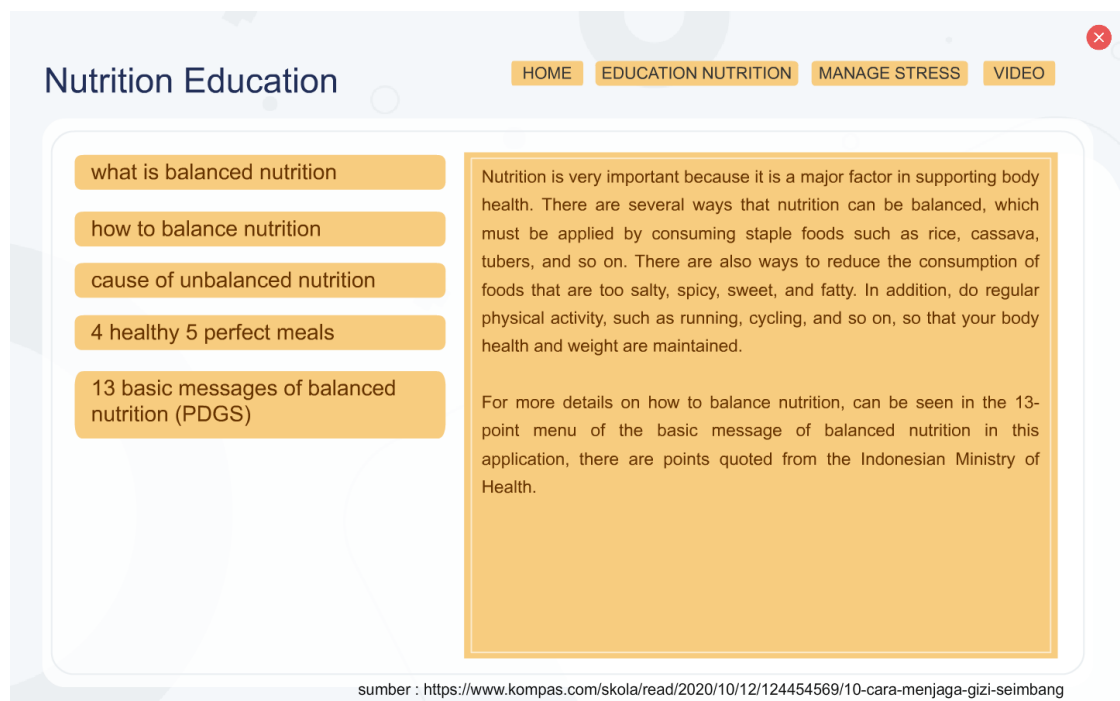 Nutrition Education
HOME
EDUCATION NUTRITION
MANAGE STRESS
VIDEO
what is balanced nutrition
how to balance nutrition
cause of unbalanced nutrition
4 healthy 5 perfect meals
13 basic messages of balanced
nutrition (PDGS)
Nutrition is very important because it is a major factor in supporting body
health. There are several ways that nutrition can be balanced, which
must be applied by consuming staple foods such as rice, cassava,
tubers, and so on. There are also ways to reduce the consumption of
foods that are too salty, spicy, sweet, and fatty. In addition, do regular
physical activity, such as running, cycling, and so on, so that your body
health and weight are maintained.
For more details on how to balance nutrition, can be seen in the 13-
point menu of the basic message of balanced nutrition in this
application, there are points quoted from the Indonesian Ministry of
Health.
sumber : https://www.kompas.com/skola/read/2020/10/12/124454569/10-cara-menjaga-gizi-seimbang